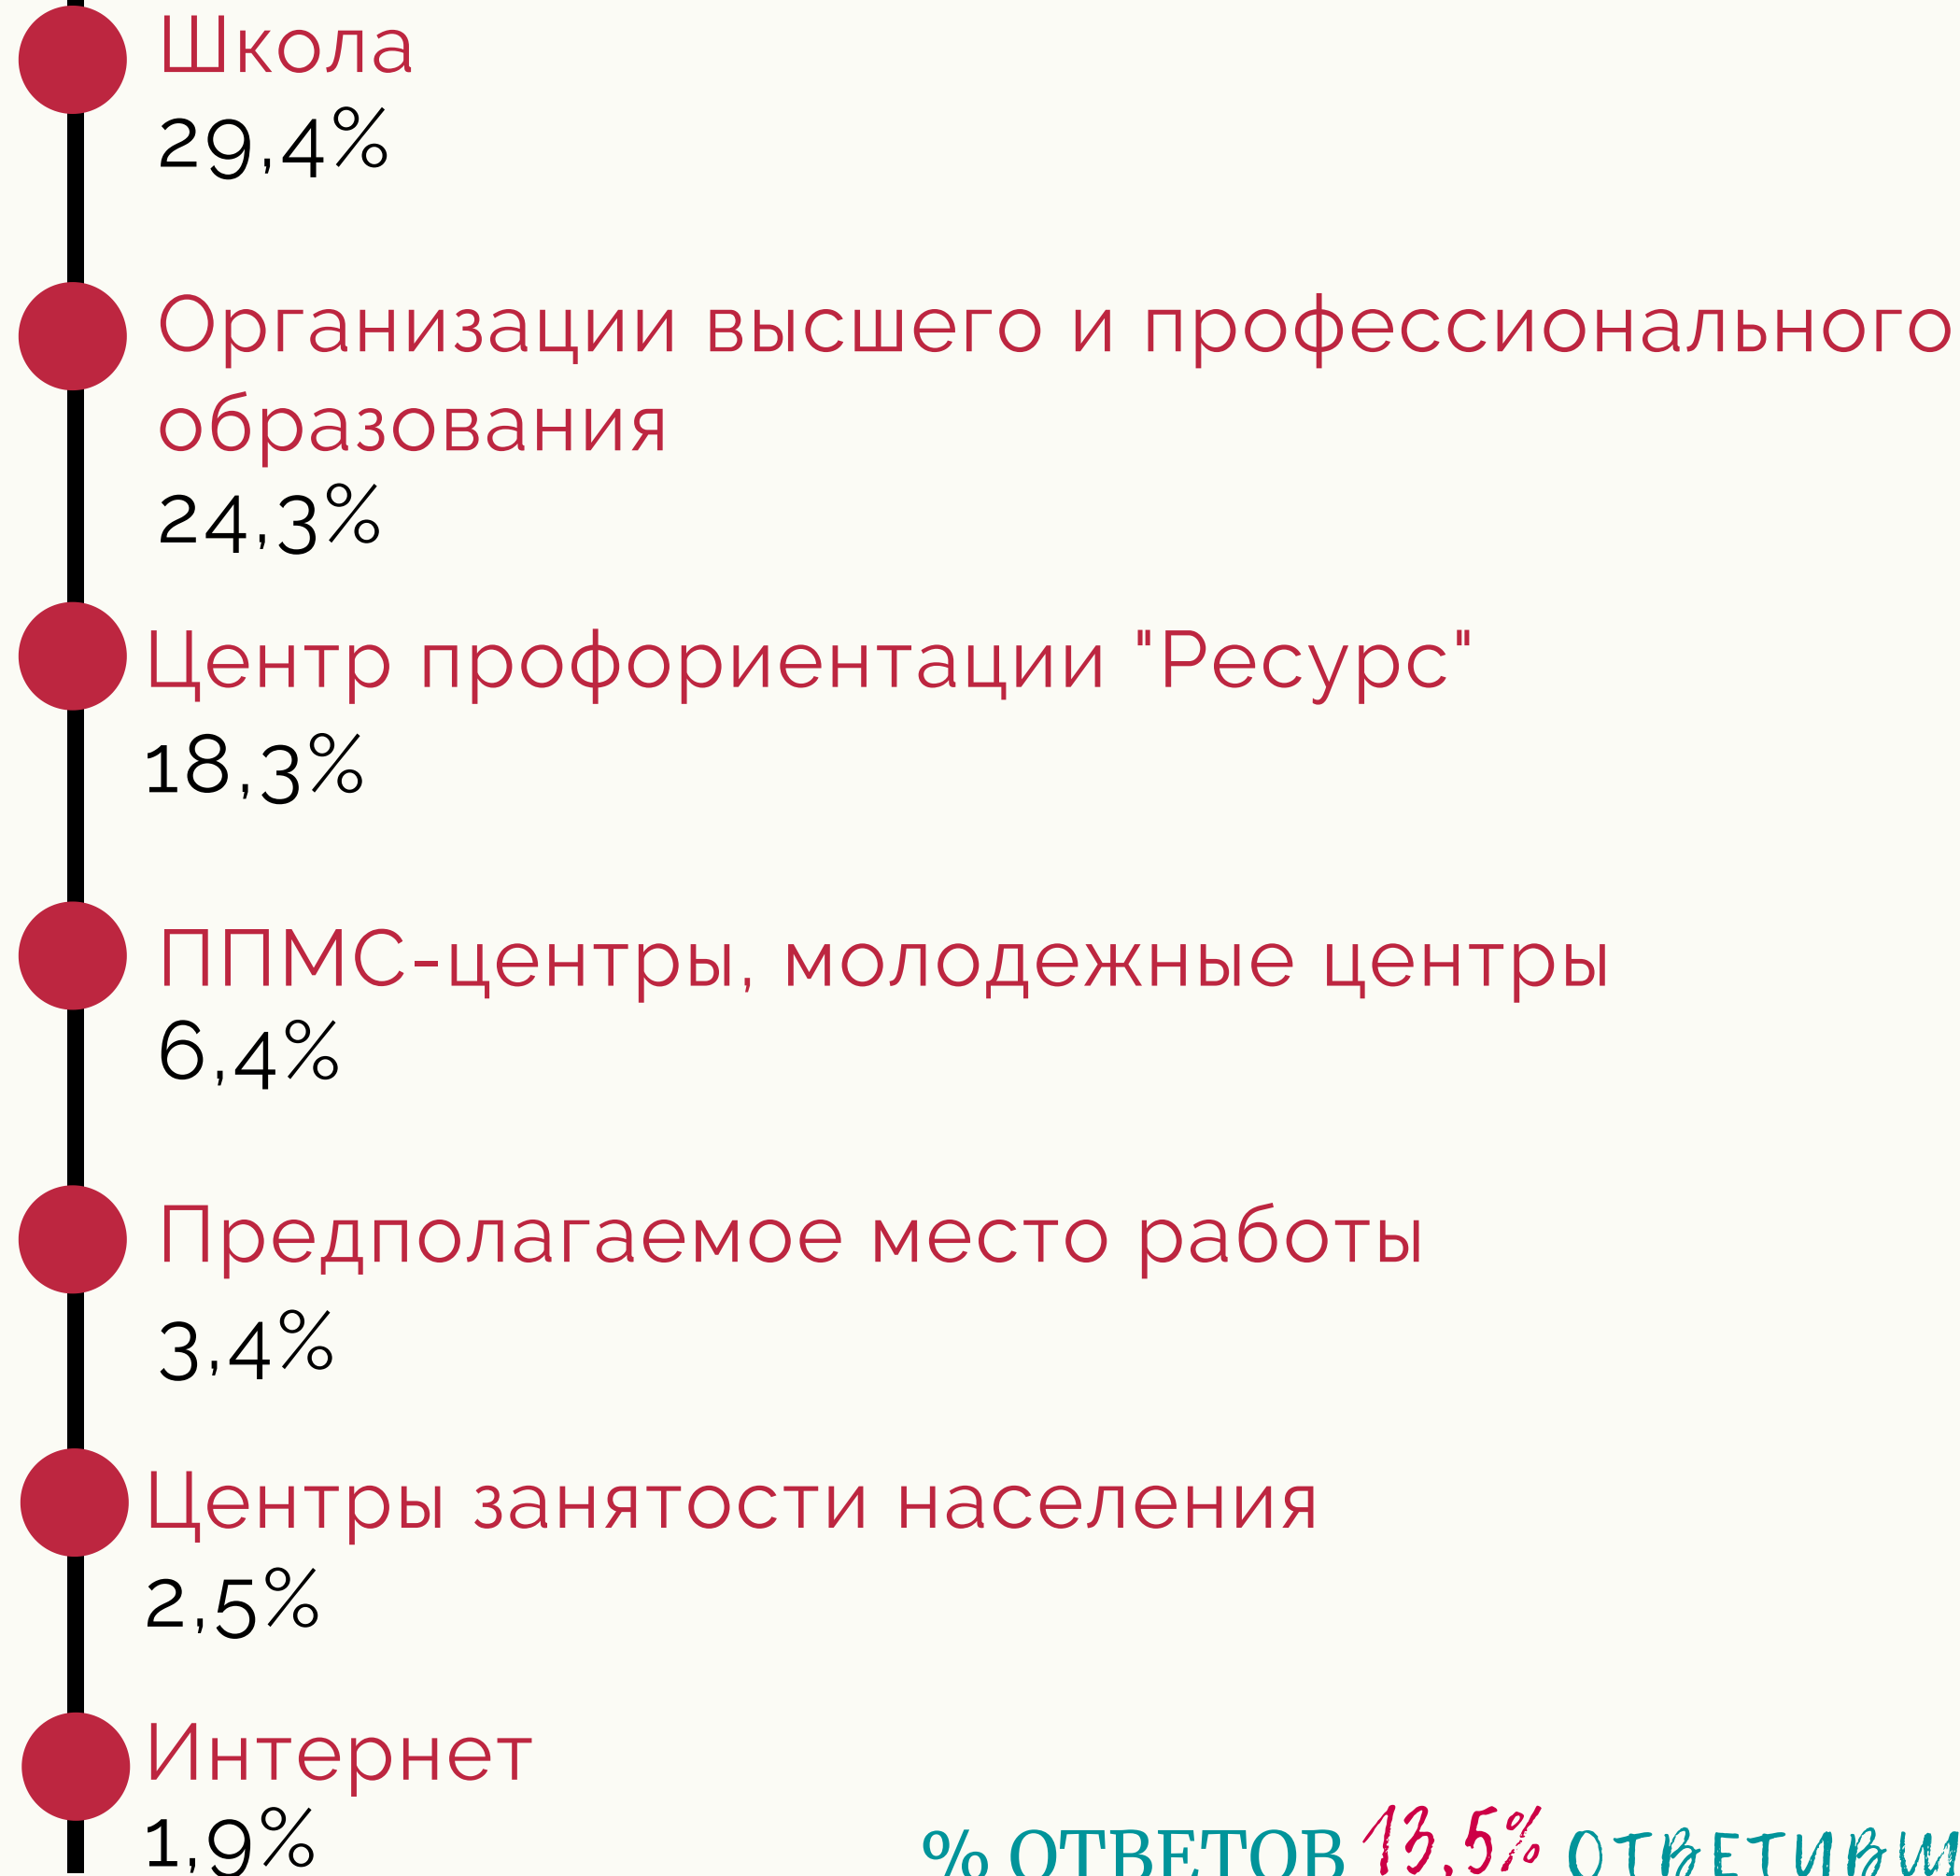 Школа
29,4%
Организации высшего и профессионального
образования
24,3%
Центр профориентации "Ресурс"
18,3%
ППМС-центры, молодежные центры
6,4%
Предполагаемое место работы
3,4%
Центры занятости населения
2,5%
Интернет
1,9%
% ОТВЕТОВ 13,5% ОТВЕТИВШ